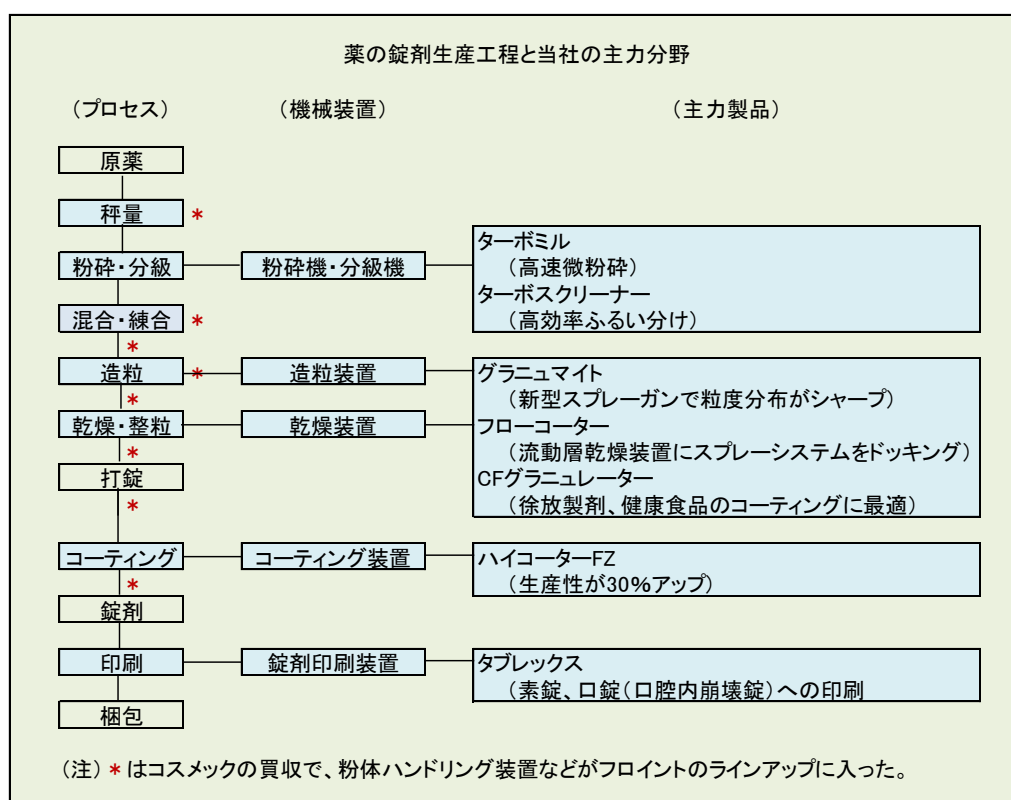 薬の錠剤生産工程と当社の主力分野
（プロセス） （機械装置） （主力製品）
原薬
秤量 *
粉砕・分級 粉砕機・分級機 ターボミル
（高速微粉砕）
ターボスクリーナー
（高効率ふるい分け）
混合・練合 *
*
造粒 * 造粒装置 グラニュマイト
（新型スプレーガンで粒度分布がシャープ）
*
乾燥・整粒 乾燥装置 フローコーター
（流動層乾燥装置にスプレーシステムをドッキング）
*
打錠 CFグラニュレーター
（徐放製剤、健康食品のコーティングに最適）
*
コーティング コーティング装置 ハイコーターFZ
（生産性が30%アップ）
*
錠剤
印刷 錠剤印刷装置 タブレックス
（素錠、口錠（口腔内崩壊錠）への印刷
梱包
（注） * はコスメックの買収で、粉体ハンドリング装置などがフロイントのラインアップに入った。